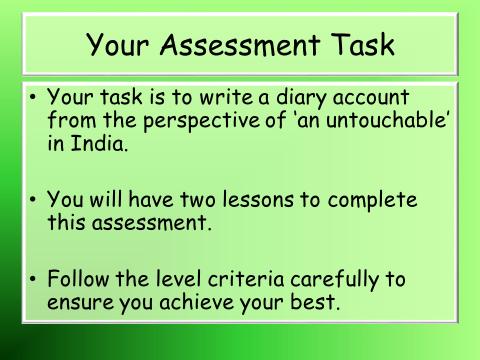 Your Assessment Task
• Your task is to write a diary account
from the perspective of ‘an untouchable’
in India.
• You will have two lessons to complete
this assessment.
• Follow the level criteria carefully to
ensure you achieve your best.